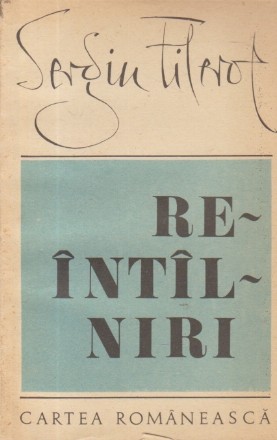 Sergiu Filerot
RE-
ÎNTÎL-
NIRI
CARTEA ROMÂNEASCĂ